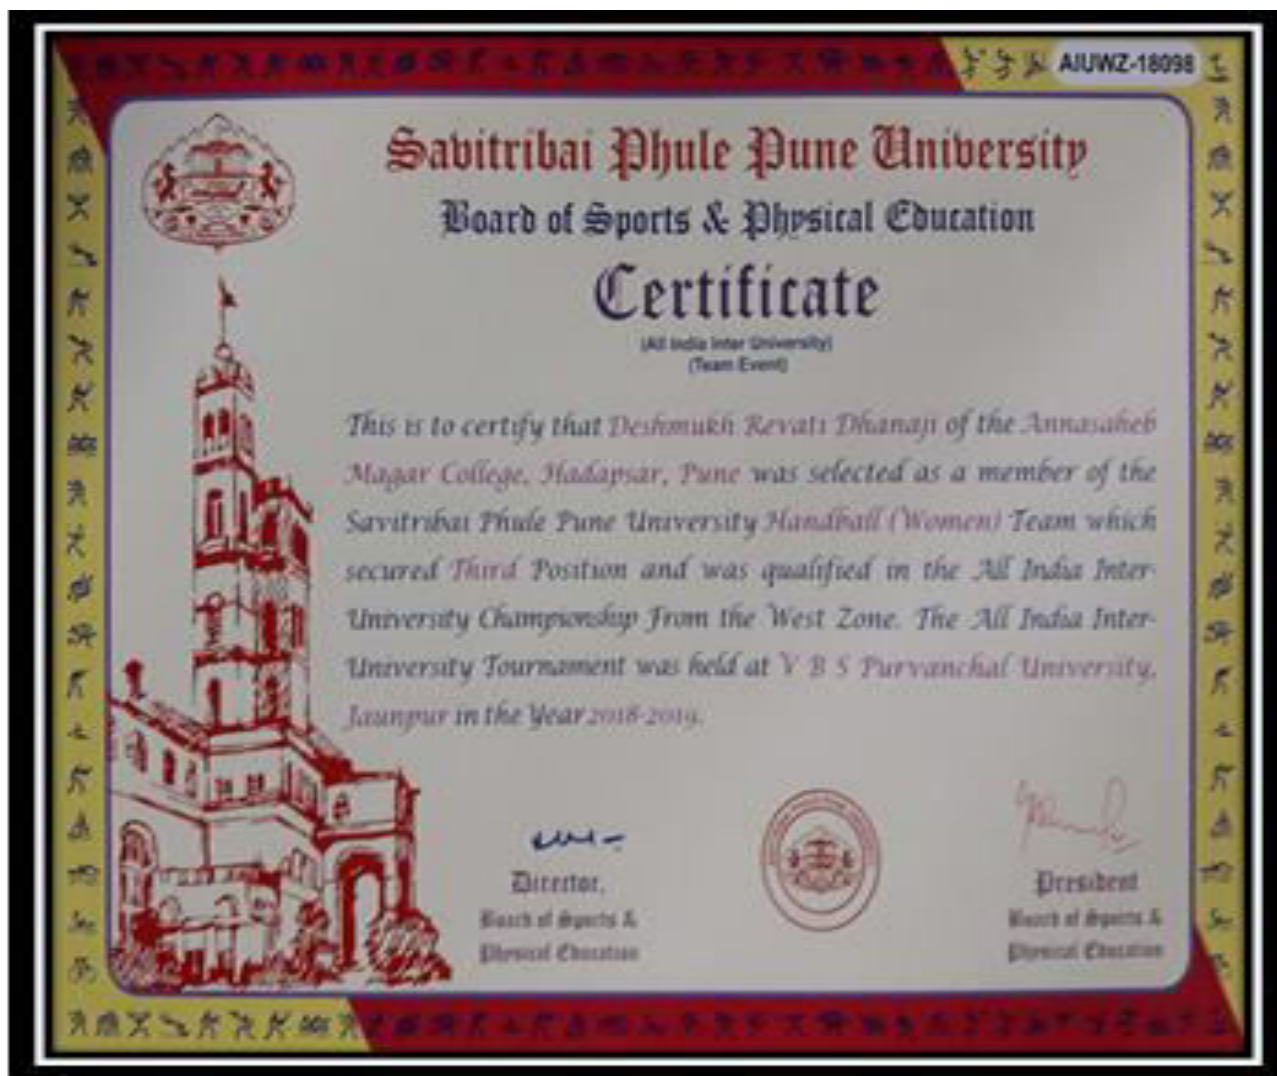 AIUWZ-18098
Savitribai Phule Pune University
Board of Sports & Physical Education
Certificate
(All India Inter University)
(Team Event)
This is to certify that Deshmukh Revati Dhanaji of the Annasaheb
Magar College, Hadapsar, Pune was selected as a member of the
Savitribai Phule Pune University Handball (Women) Team which
secured Third Position and was qualified in the All India Inter-
University Championship From the West Zone. The All India Inter-
University Tournament was held at V B S Purvanchal University,
Jaunpur in the Year 2018-2019.
Director,
Board of Sports &
Physical Education
President
Board of Sports &
Physical Education